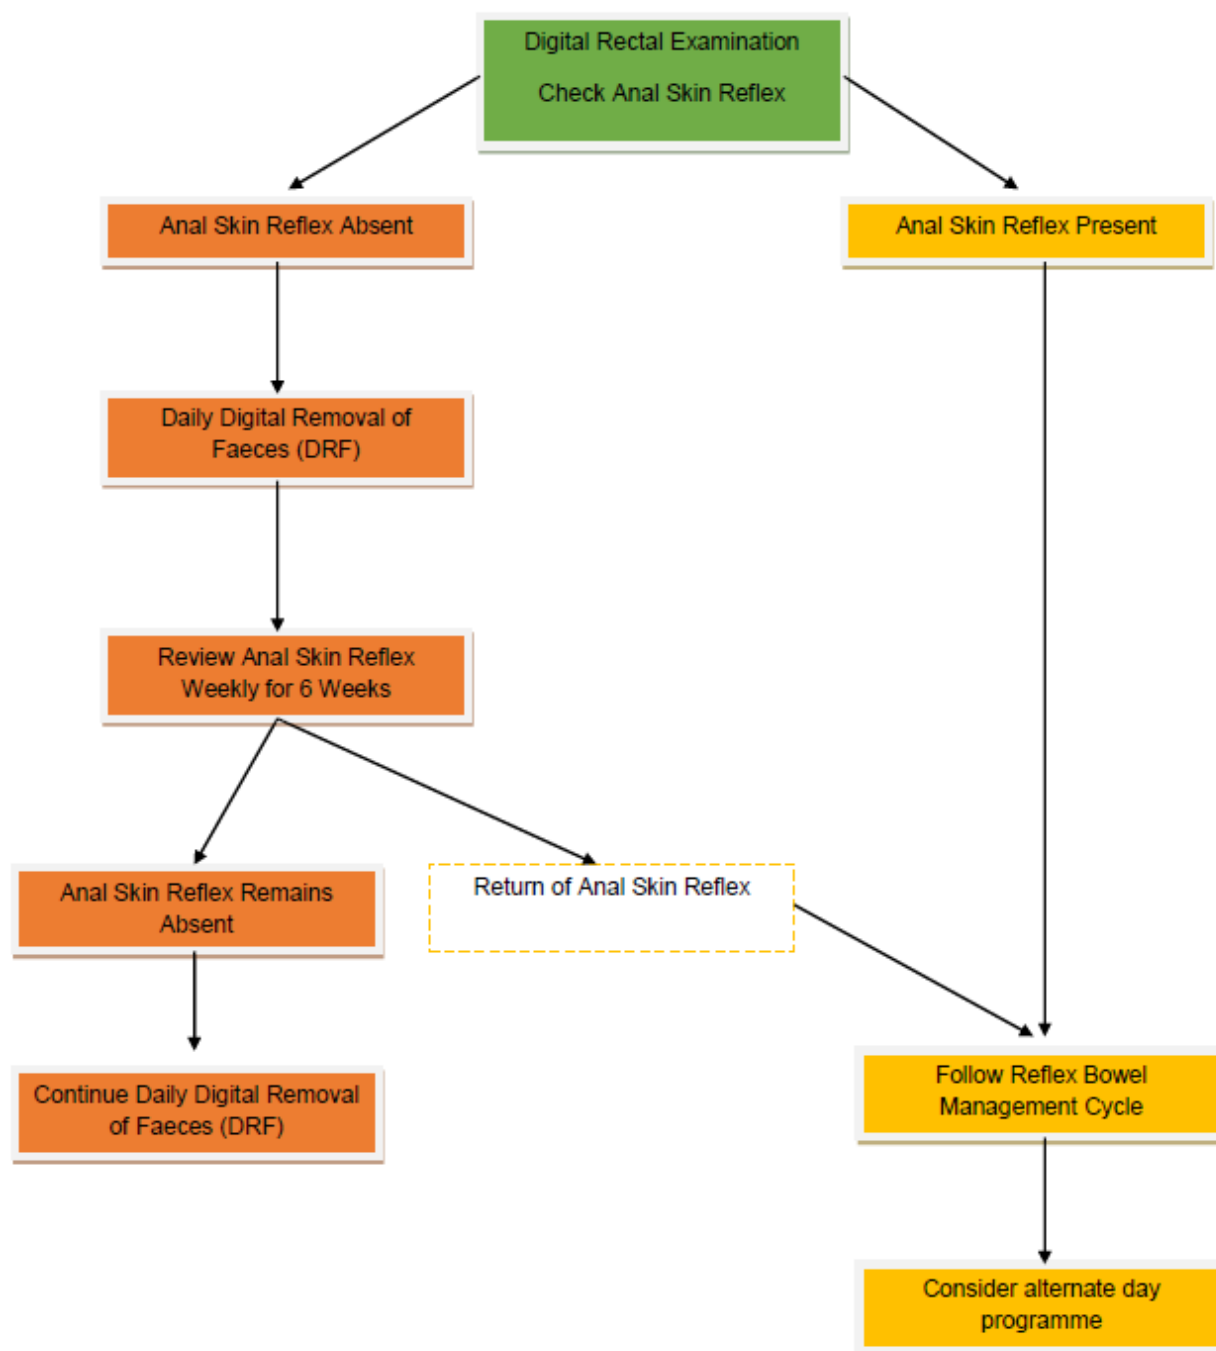 Digital Rectal Examination
Check Anal Skin Reflex
Anal Skin Reflex Absent
Anal Skin Reflex Present
Daily Digital Removal of
Faeces (DRF)
Review Anal Skin Reflex
Weekly for 6 Weeks
Anal Skin Reflex Remains
Absent
Return of Anal Skin Reflex
Continue Daily Digital Removal
of Faeces (DRF)
Follow Reflex Bowel
Management Cycle
Consider alternate day
programme